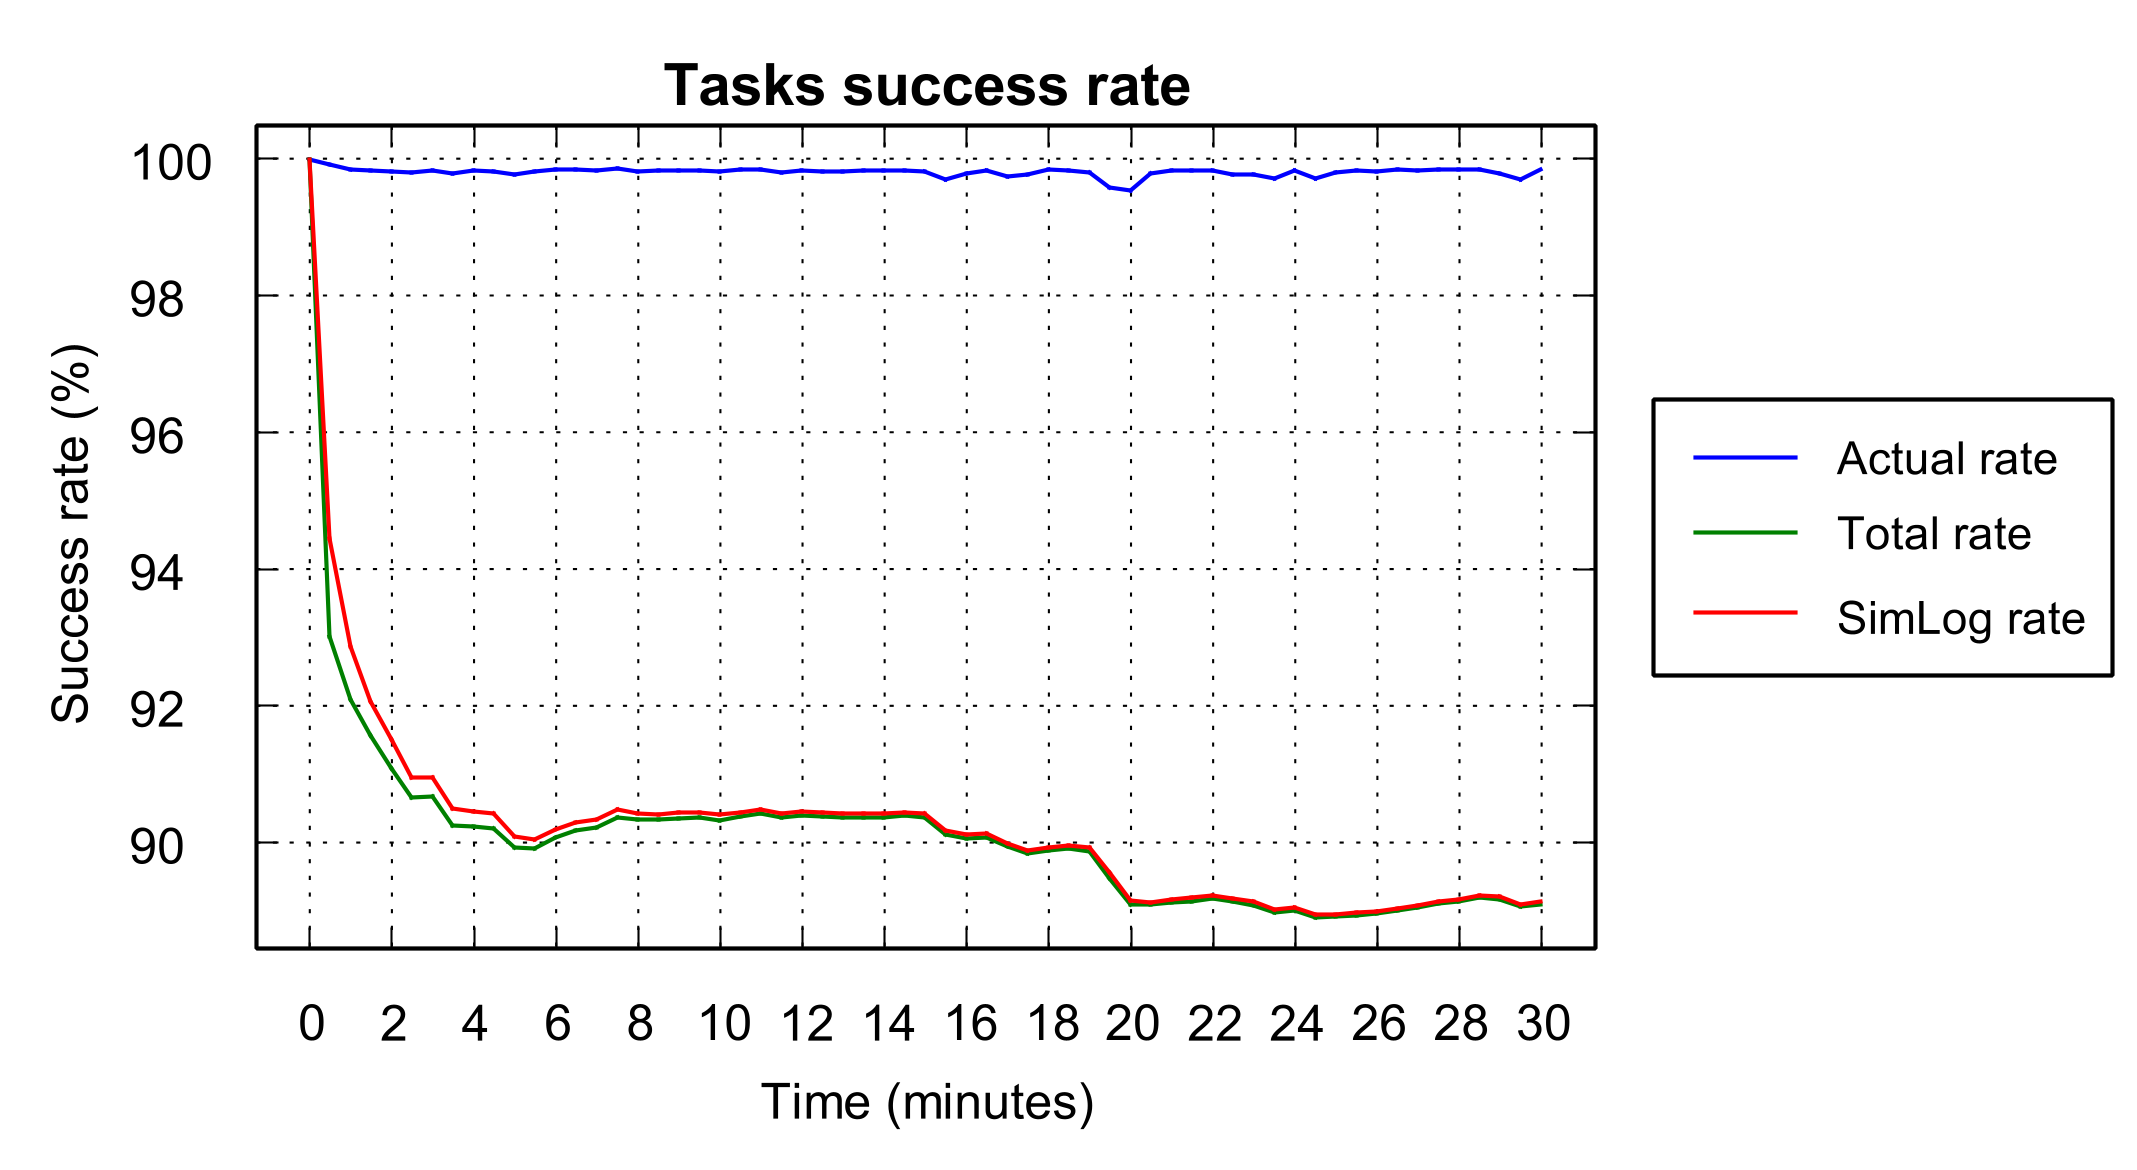 Tasks success rate
Success rate (%)
100
98
96
94
92
90
0 2 4 6 8 10 12 14 16 18 20 22 24 26 28 30
Time (minutes)
Actual rate
Total rate
SimLog rate